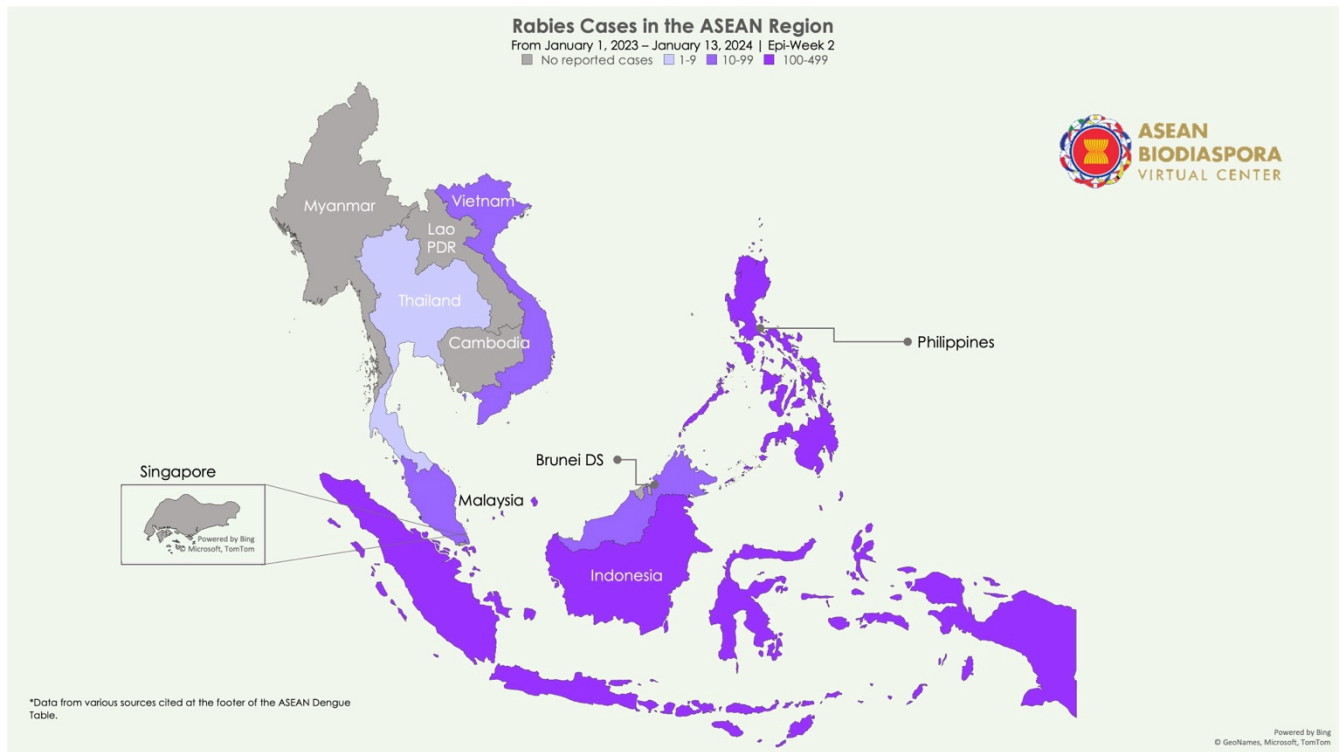 Rabies Cases in the ASEAN Region
From January 1, 2023 – January 13, 2024 | Epi-Week 2
No reported cases 1-9 10-99 100-499
ASEAN
BIODIASPORA
VIRTUAL CENTER
Myanmar
Vietnam
Lao
PDR
Thailand
Cambodia
Philippines
Brunei DS
Singapore
Malaysia
Powered by Bing
© Microsoft, TomTom
Indonesia
*Data from various sources cited at the footer of the ASEAN Dengue
Table.
Powered by Bing
© GeoNames, Microsoft, TomTom